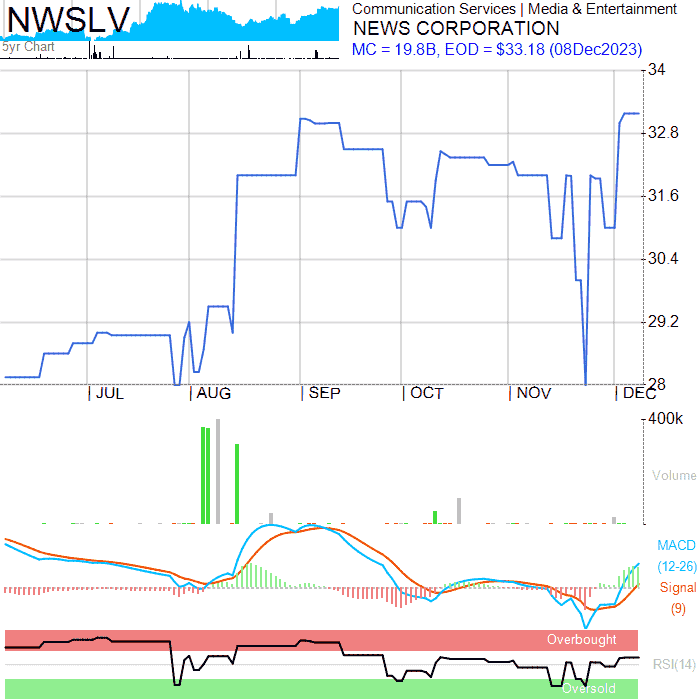 NWSLV
5yr Chart
Communication Services | Media & Entertainment
NEWS CORPORATION
MC = 19.8B, EOD = $33.18 (08Dec2023)
34
32.8
31.6
30.4
29.2
28
JUL AUG SEP OCT NOV DEC
400k
Volume
MACD
(12-26)
Signal
(9)
Overbought
RSI(14)
Oversold